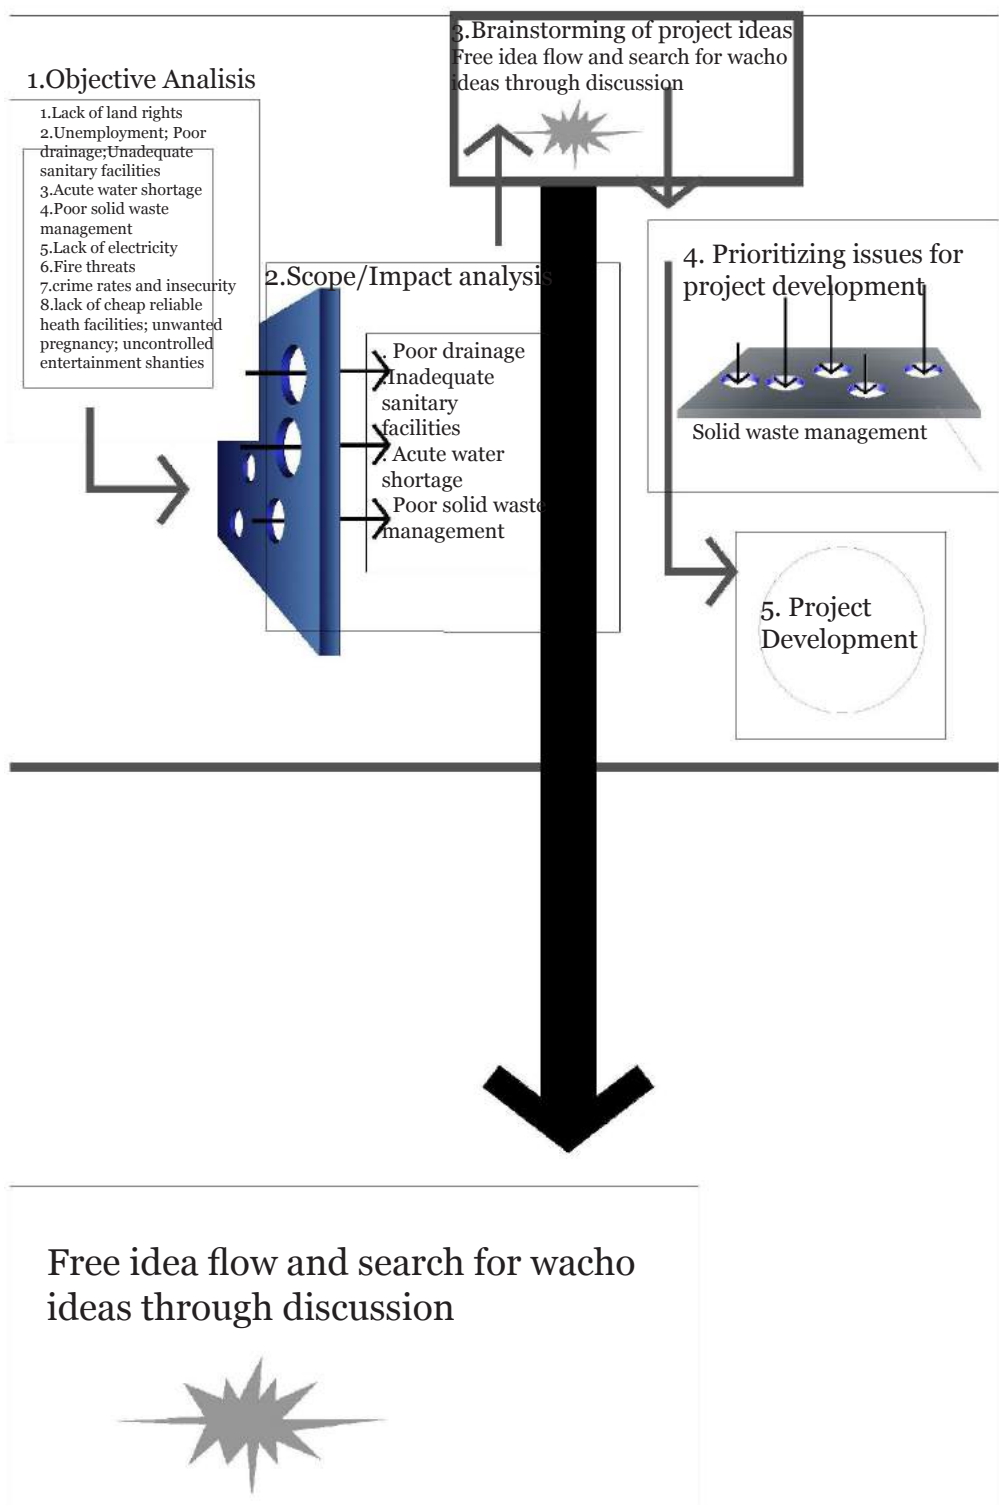 1.Objective Analisis
1.Lack of land rights
2.Unemployment; Poor
drainage;Unadequate
sanitary facilities
3.Acute water shortage
4.Poor solid waste
management
5.Lack of electricity
6.Fire threats
7.crime rates and insecurity
8.lack of cheap reliable
heath facilities; unwanted
pregnancy; uncontrolled
entertainment shanties
2.Scope/Impact analysis
. Poor drainage
.Inadequate
sanitary
facilities
. Acute water
shortage
. Poor solid waste
management
3.Brainstorming of project ideas
Free idea flow and search for wacho
ideas through discussion
4. Prioritizing issues for
project development
Solid waste management
5. Project
Development
Free idea flow and search for wacho
ideas through discussion